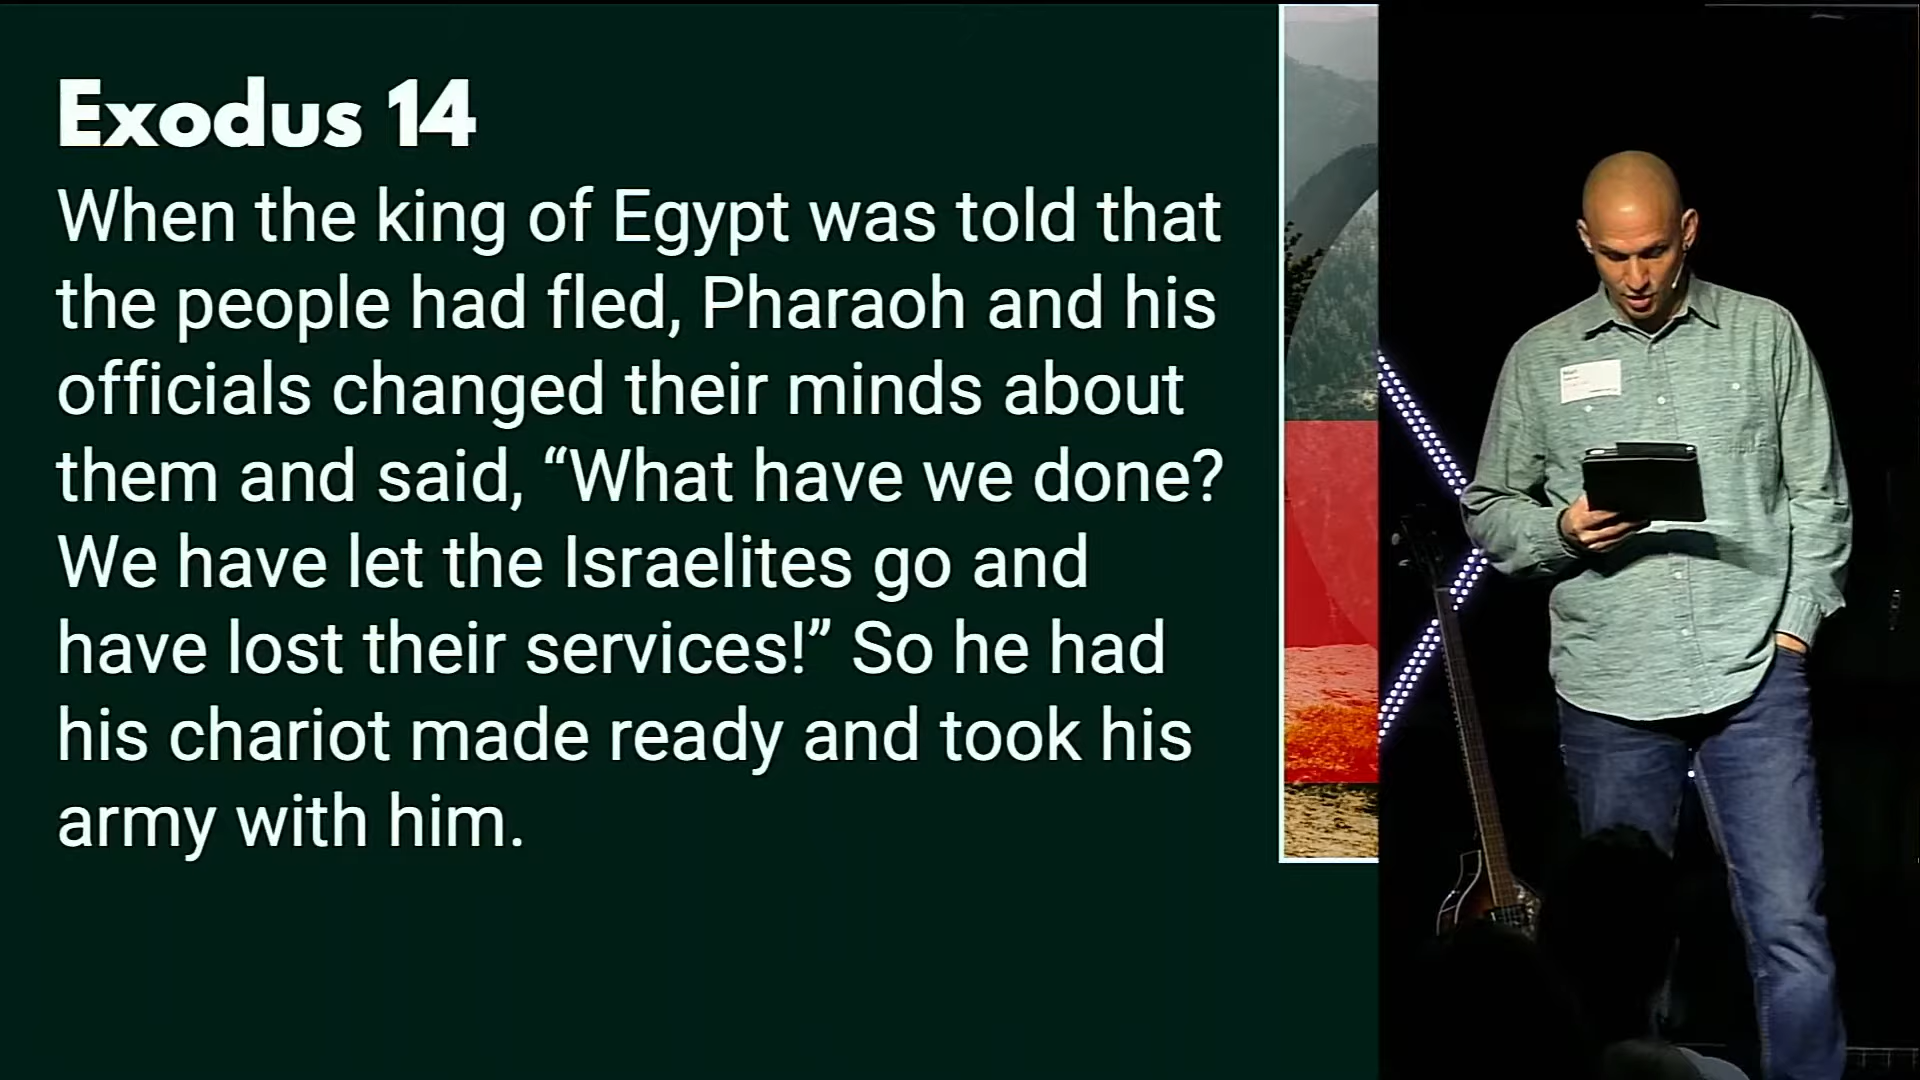 Exodus 14
When the king of Egypt was told that
the people had fled, Pharaoh and his
officials changed their minds about
them and said, “What have we done?
We have let the Israelites go and
have lost their services!” So he had
his chariot made ready and took his
army with him.